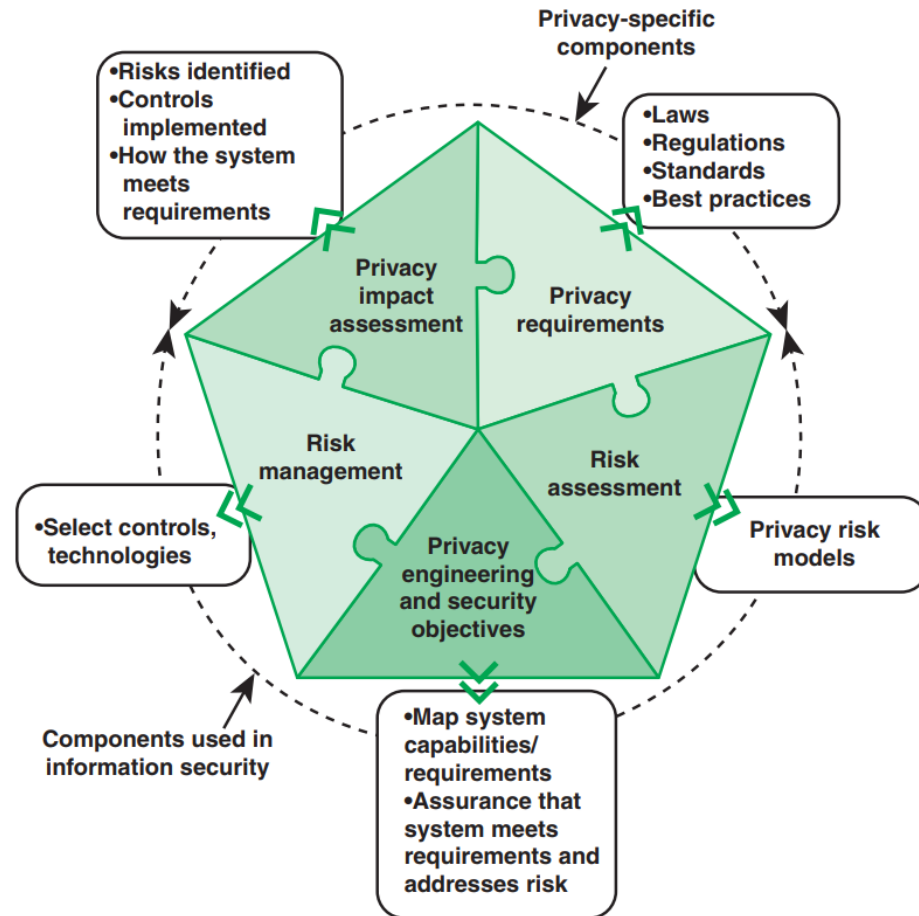 Privacy-specific
components
•Risks identified
•Controls
implemented
•How the system
meets
requirements
•Laws
•Regulations
•Standards
•Best practices
Privacy
impact
assessment
Privacy
requirements
Risk
management
Risk
assessment
•Select controls,
technologies
Privacy
engineering
and security
objectives
Privacy risk
models
Components used in
information security
•Map system
capabilities/
requirements
•Assurance that
system meets
requirements and
addresses risk